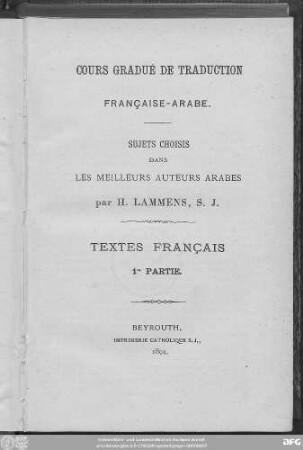 COURS GRADUÉ DE TRADUCTION
FRANÇAISE-ARABE.
SUJETS CHOISIS
DANS
LES MEILLEURS AUTEURS ARABES
par H. LAMMENS, S. J.
TEXTES FRANÇAIS
1re PARTIE.
BEYROUTH,
IMPRIMERIE CATHOLIQUE S.J.,
1891.
DFG